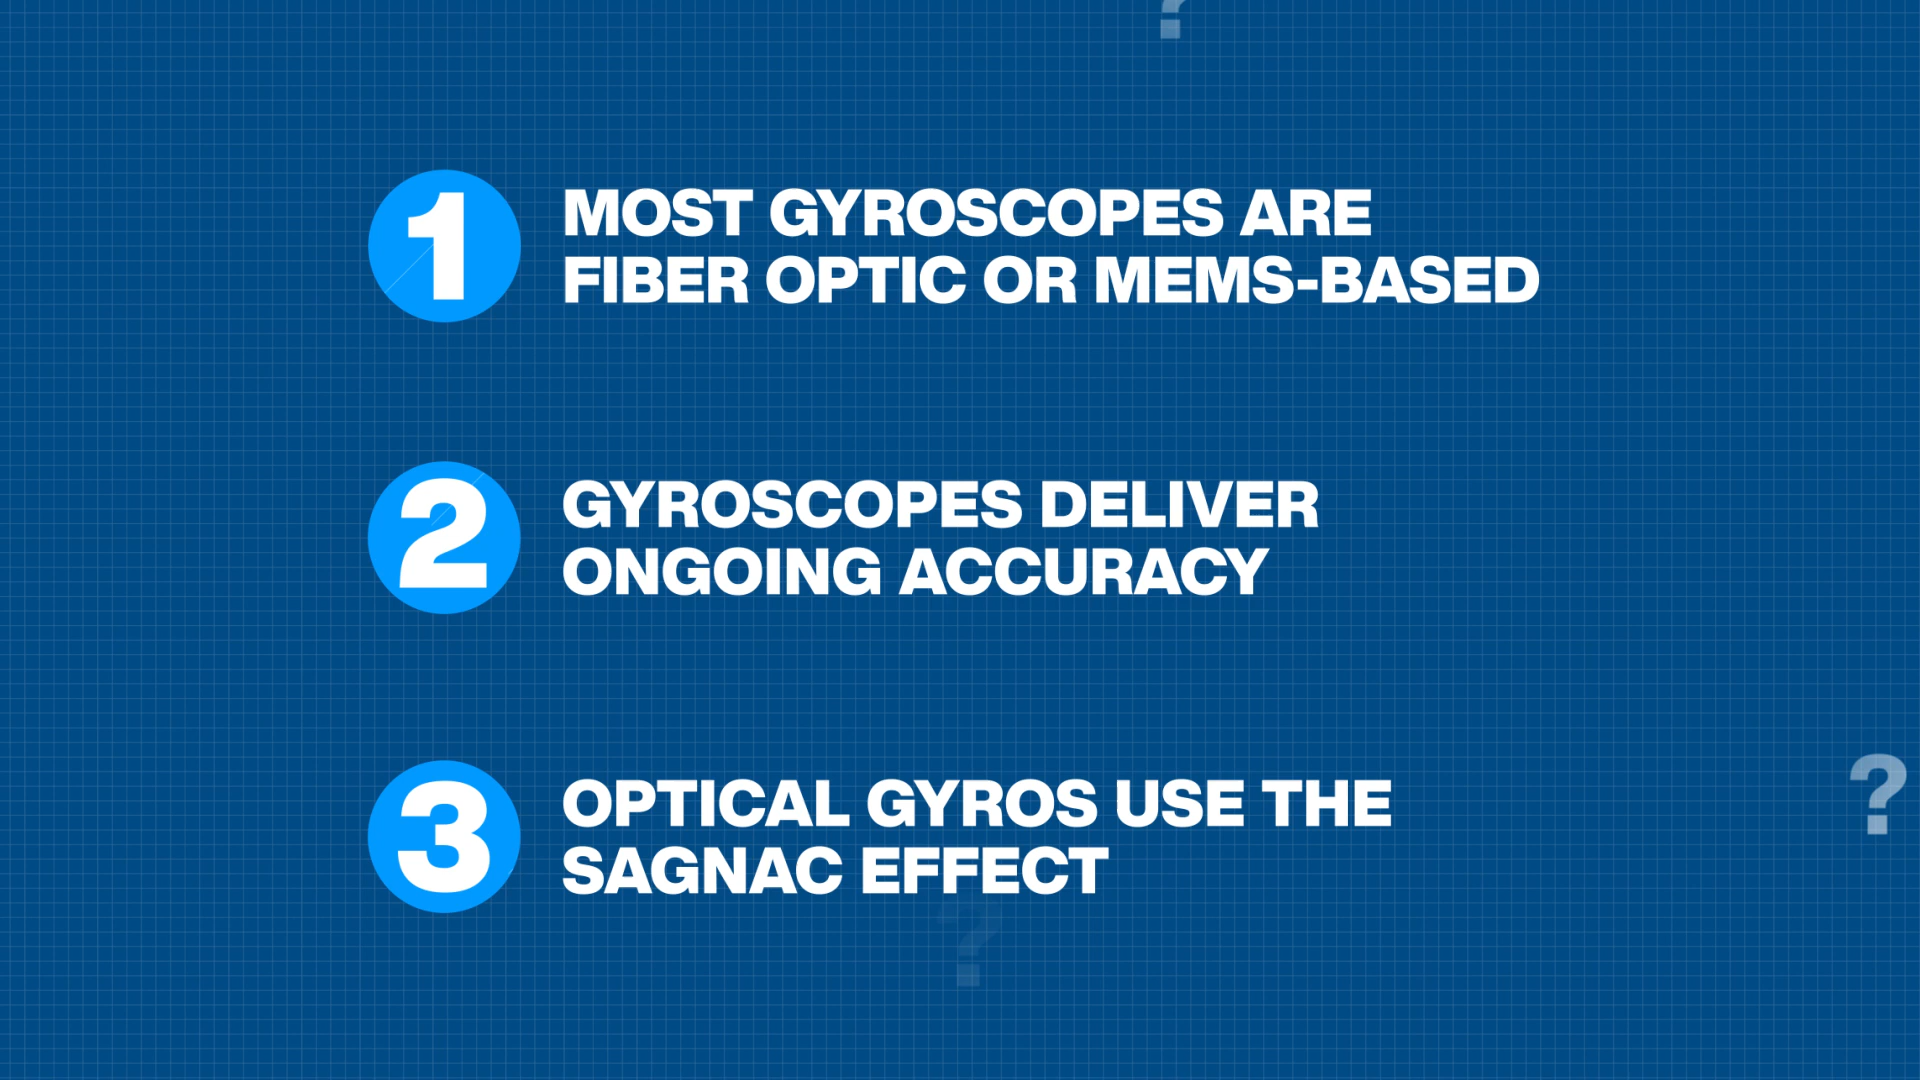 ?
1
MOST GYROSCOPES ARE
FIBER OPTIC OR MEMS-BASED
2
GYROSCOPES DELIVER
ONGOING ACCURACY
3
OPTICAL GYROS USE THE
SAGNAC EFFECT
?
?